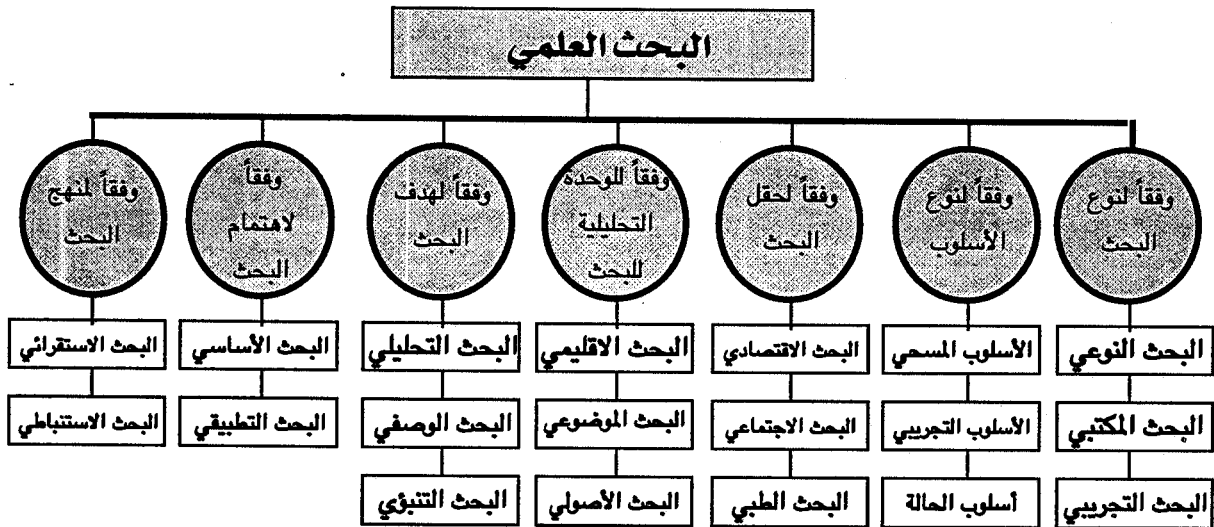 البحث العلمي
وفقاً لنوع
البحث
وفقاً لنوع
الأسلوب
وفقاً لحقل
البحث
وفقاً للوحده
التحليلية
للبحث
وفقاً لهدف
البحث
وفقاً
لاهتمام
البحث
وفقاً لمنهج
البحث
البحث النوعي
الأسلوب المسحي
البحث الاقتصادي
البحث الاقليمي
البحث التحليلي
البحث الأساسي
البحث الاستقرائي
البحث المكتبي
الأسلوب التجريبي
البحث الاجتماعي
البحث الموضوعي
البحث الوصفي
البحث التطبيقي
البحث الاستنباطي
البحث التجريبي
أسلوب الحالة
البحث الطبي
البحث الأصولي
البحث التنبؤي